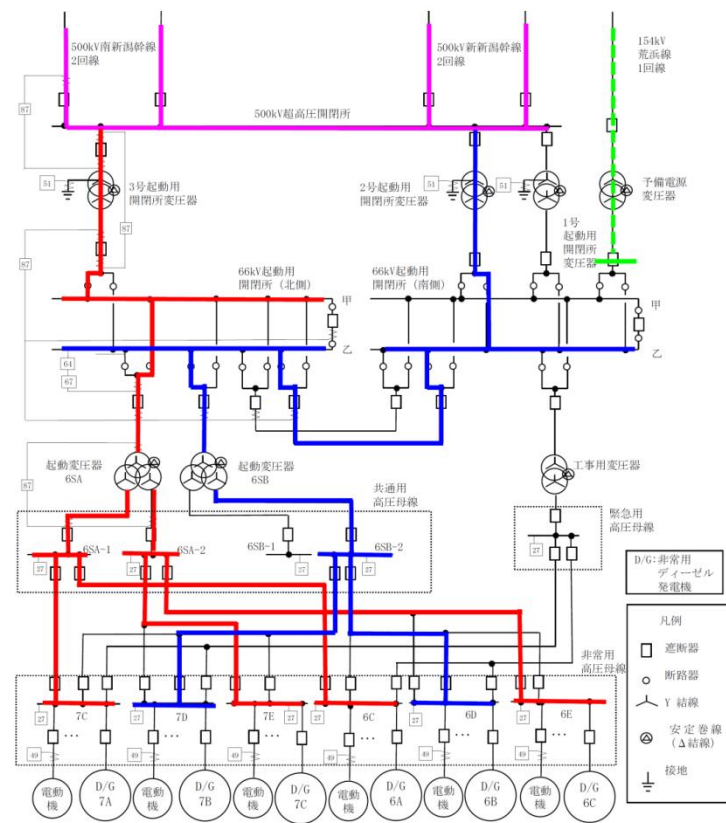 500kV南新潟幹線
2回線
500kV新新潟幹線
2回線
154kV
荒浜線
1回線
87
500kV超高圧開閉所
51
3号起動用
開閉所変圧器
51
2号起動用
開閉所変圧器
51
予備電源
変圧器
87
1号
起動用
開閉所
変圧器
87
66kV起動用
開閉所(北側)
66kV起動用
開閉所(南側)
甲
甲
乙
乙
64
67
起動変圧器
6SA
起動変圧器
6SB
工事用変圧器
87
共通用
高圧母線
緊急用
高圧母線
6SA-1
6SA-2
6SB-1
6SB-2
27
27
27
27
27
D/G:非常用
ディーゼル
発電機
凡例
遮断器
断路器
Y 結線
安定巻線
(Δ結線)
接地
非常用
高圧母線
27
7C
27
7D
7E
27
6C
27
6D
27
6E
27
… … … … … …
49
49
49
49
49
49
電動機
D/G
7A
電動機
D/G
7B
電動機
D/G
7C
電動機
D/G
6A
電動機
D/G
6B
電動機
D/G
6C